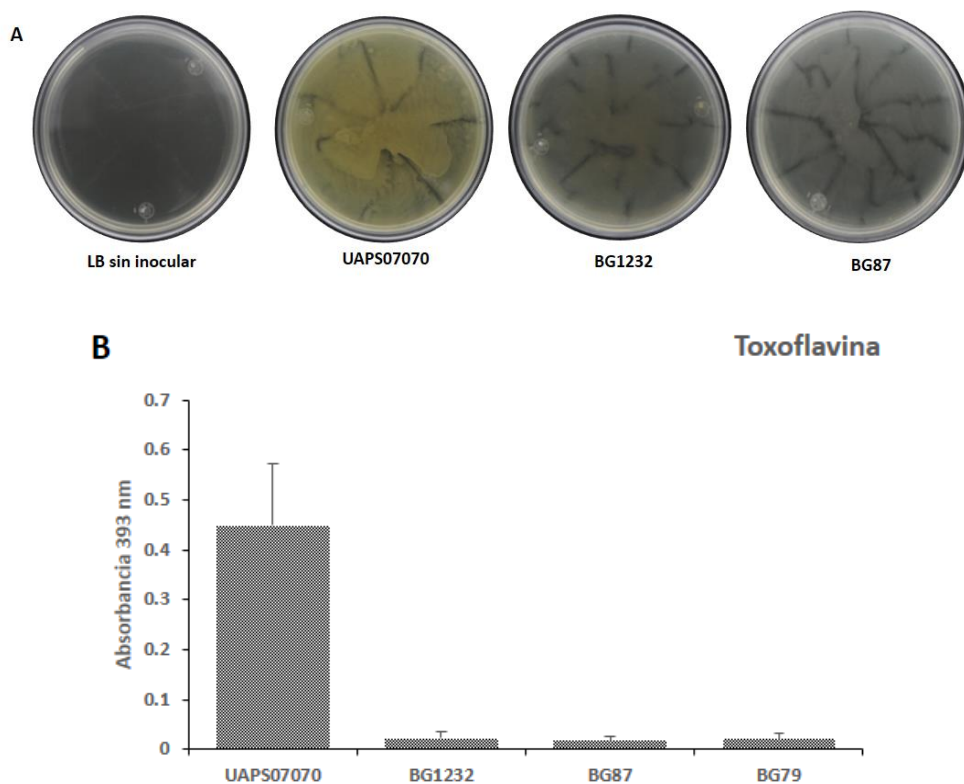 A
LB sin inocular
UAPS07070
BG1232
BG87
B
Toxoflavina
0.7
0.6
0.5
0.4
0.3
0.2
0.1
0
Absorbancia 393 nm
UAPS07070
BG1232
BG87
BG79